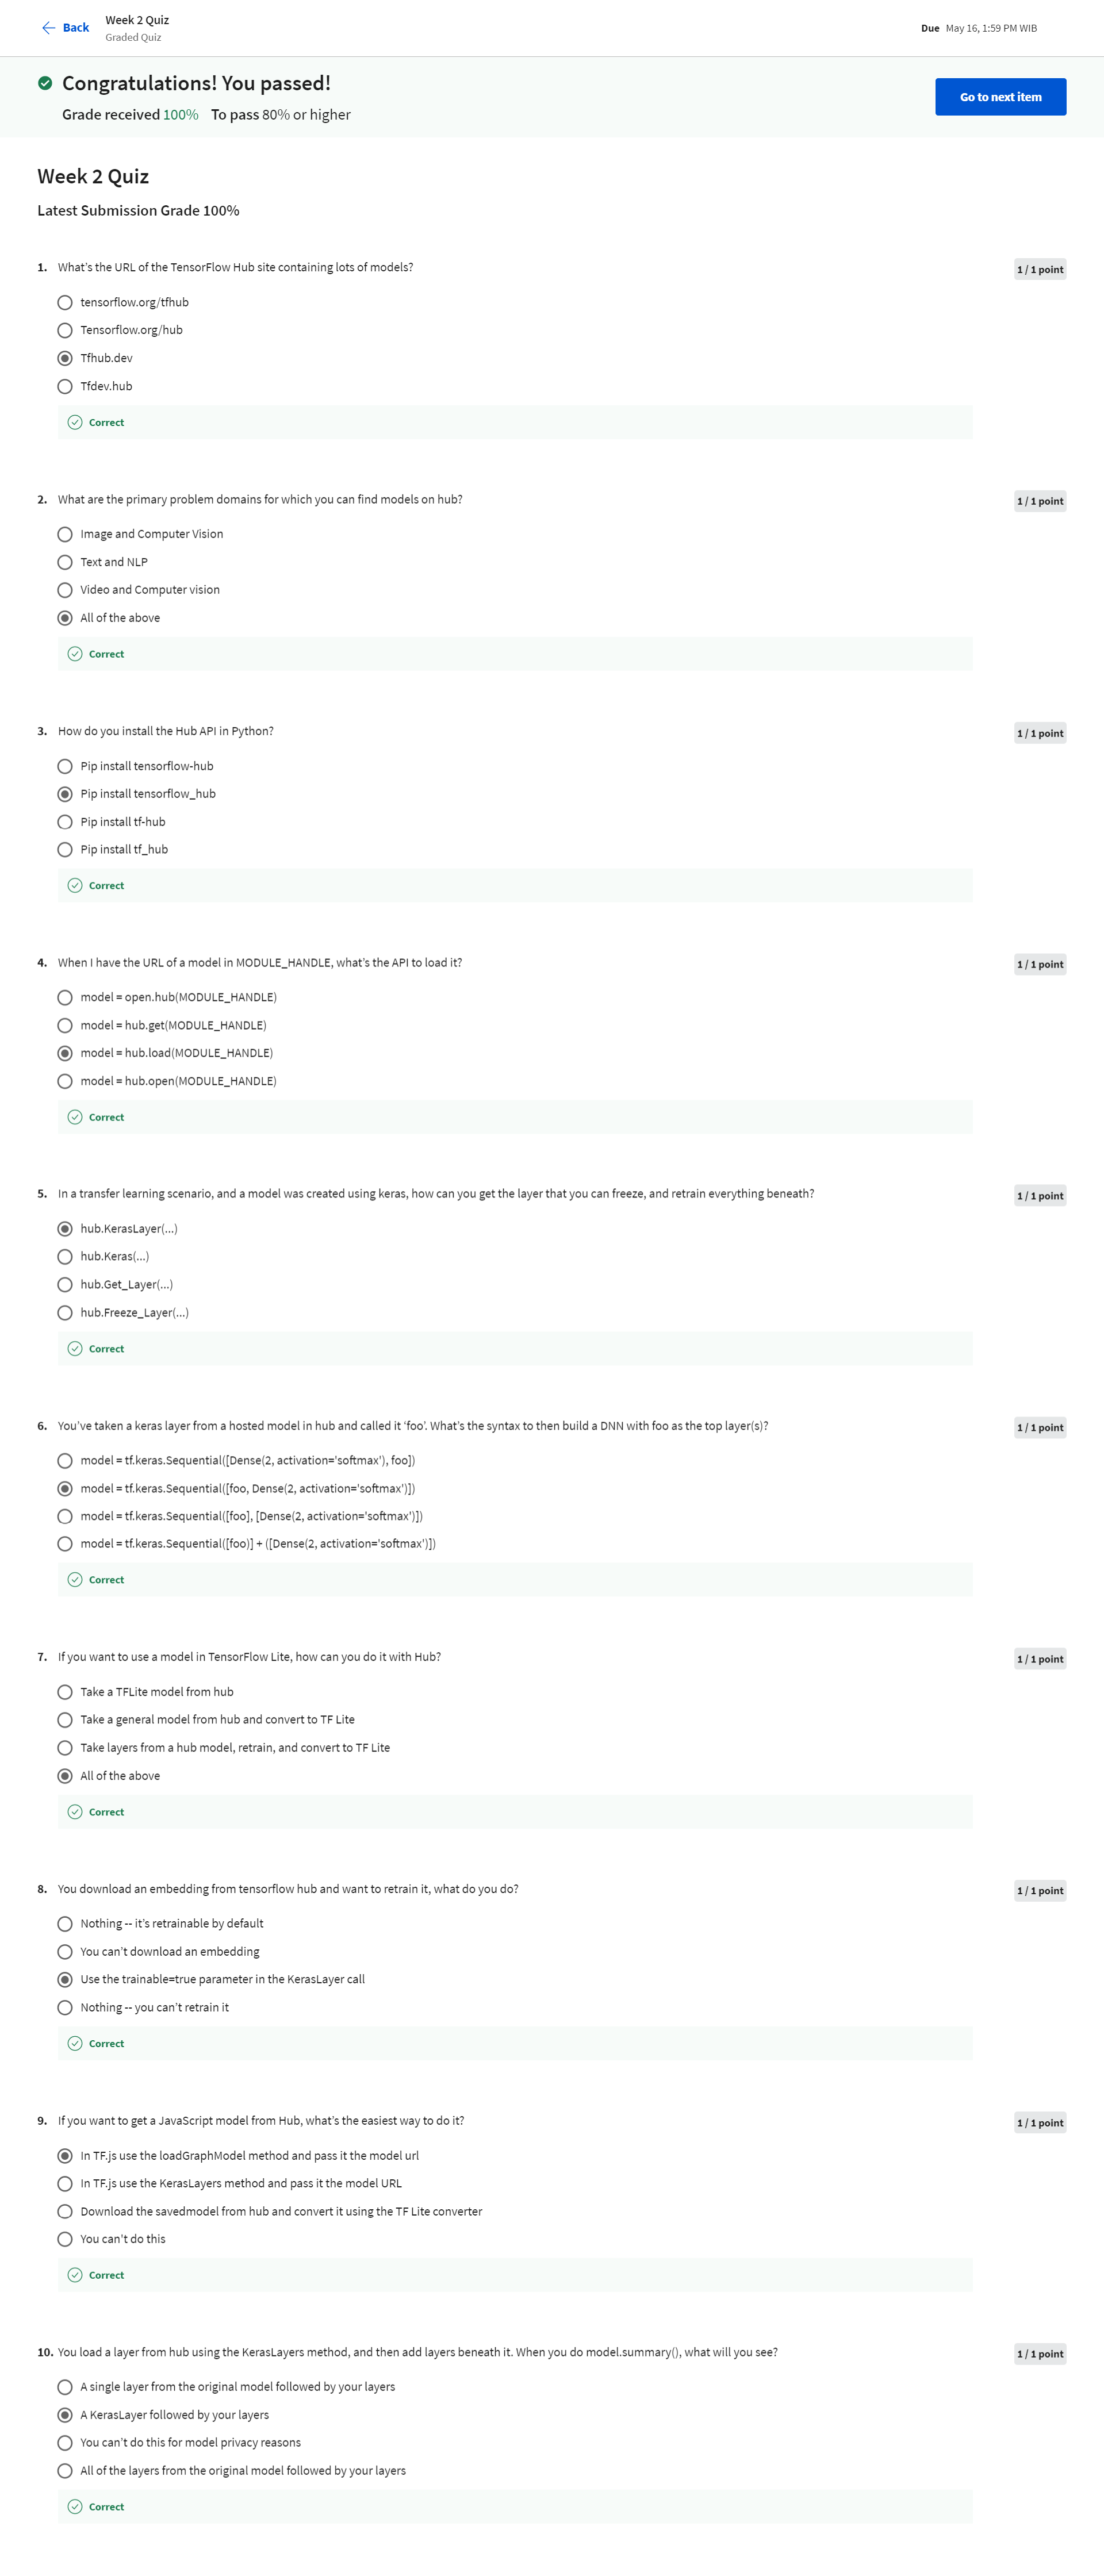 Back
Week 2 Quiz
Graded Quiz
Due May 16, 1:59 PM WIB
Congratulations! You passed!
Grade received 100% To pass 80% or higher
Go to next item
Week 2 Quiz
Latest Submission Grade 100%
1. What’s the URL of the TensorFlow Hub site containing lots of models?
1 / 1 point
tensorflow.org/tfhub
Tensorflow.org/hub
Tfhub.dev
Tfdev.hub
Correct
2. What are the primary problem domains for which you can find models on hub?
1 / 1 point
Image and Computer Vision
Text and NLP
Video and Computer vision
All of the above
Correct
3. How do you install the Hub API in Python?
1 / 1 point
Pip install tensorflow-hub
Pip install tensorflow_hub
Pip install tf-hub
Pip install tf_hub
Correct
4. When I have the URL of a model in MODULE_HANDLE, what’s the API to load it?
1 / 1 point
model = open.hub(MODULE_HANDLE)
model = hub.get(MODULE_HANDLE)
model = hub.load(MODULE_HANDLE)
model = hub.open(MODULE_HANDLE)
Correct
5. In a transfer learning scenario, and a model was created using keras, how can you get the layer that you can freeze, and retrain everything beneath?
1 / 1 point
hub.KerasLayer(...)
hub.Keras(...)
hub.Get_Layer(...)
hub.Freeze_Layer(...)
Correct
6. You’ve taken a keras layer from a hosted model in hub and called it ‘foo’. What’s the syntax to then build a DNN with foo as the top layer(s)?
1 / 1 point
model = tf.keras.Sequential([Dense(2, activation='softmax'), foo])
model = tf.keras.Sequential([foo, Dense(2, activation='softmax')])
model = tf.keras.Sequential([foo], [Dense(2, activation='softmax')])
model = tf.keras.Sequential([foo)] + ([Dense(2, activation='softmax')])
Correct
7. If you want to use a model in TensorFlow Lite, how can you do it with Hub?
1 / 1 point
Take a TFLite model from hub
Take a general model from hub and convert to TF Lite
Take layers from a hub model, retrain, and convert to TF Lite
All of the above
Correct
8. You download an embedding from tensorflow hub and want to retrain it, what do you do?
1 / 1 point
Nothing -- it’s retrainable by default
You can’t download an embedding
Use the trainable=true parameter in the KerasLayer call
Nothing -- you can’t retrain it
Correct
9. If you want to get a JavaScript model from Hub, what’s the easiest way to do it?
1 / 1 point
In TF.js use the loadGraphModel method and pass it the model url
In TF.js use the KerasLayers method and pass it the model URL
Download the savedmodel from hub and convert it using the TF Lite converter
You can't do this
Correct
10. You load a layer from hub using the KerasLayers method, and then add layers beneath it. When you do model.summary(), what will you see?
1 / 1 point
A single layer from the original model followed by your layers
A KerasLayer followed by your layers
You can’t do this for model privacy reasons
All of the layers from the original model followed by your layers
Correct